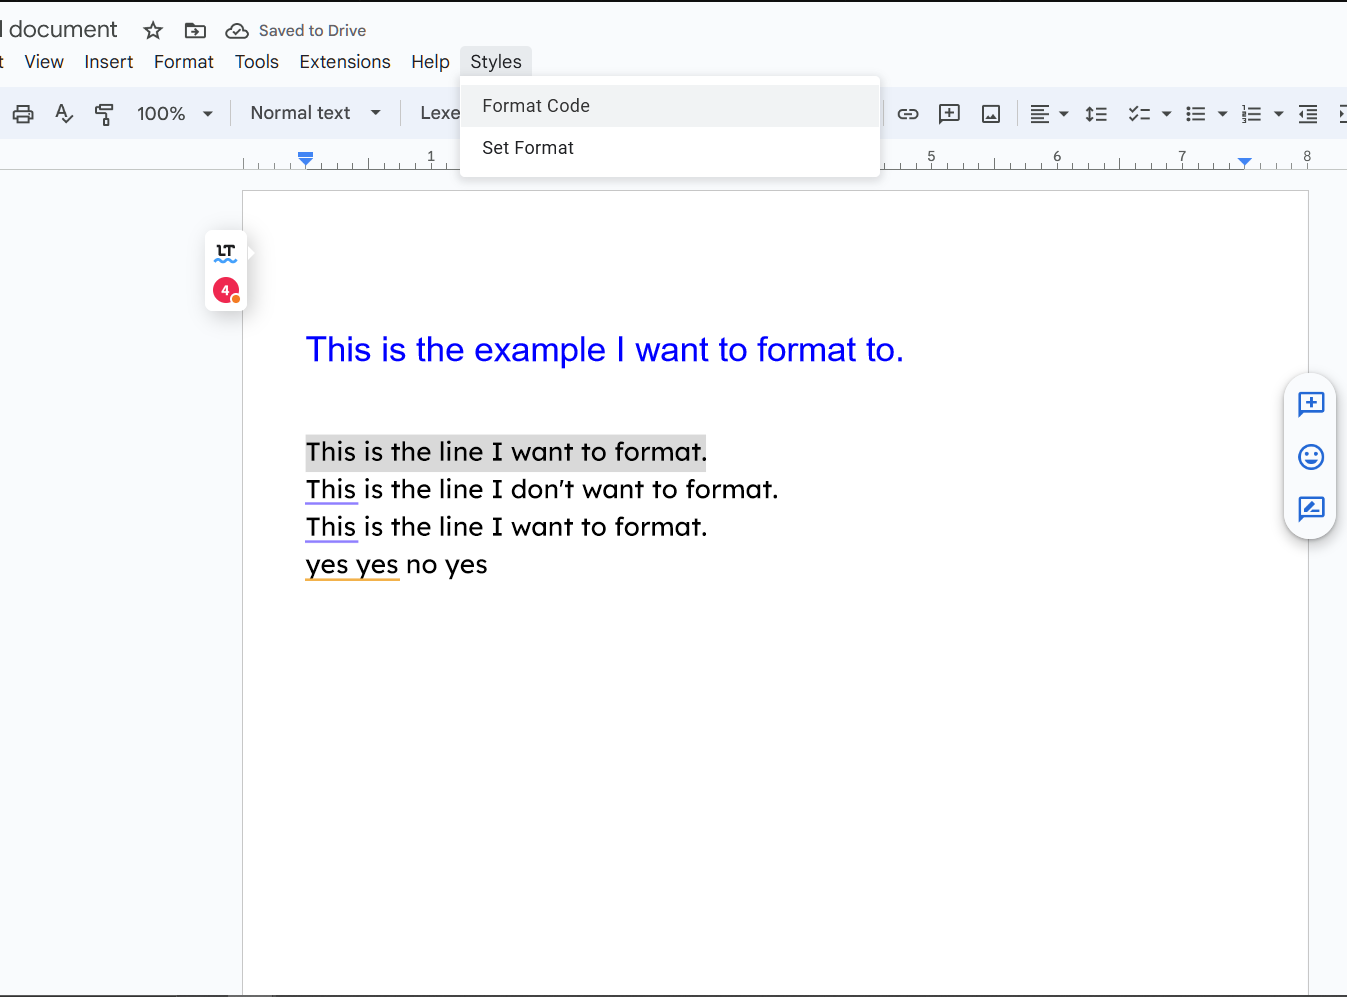 document
Saved to Drive
View Insert Format Tools Extensions Help Styles
100% Normal text Lexe
Format Code
Set Format
1 5 6 7 8
LT
4
This is the example I want to format to.
This is the line I want to format.
This is the line I don't want to format.
This is the line I want to format.
yes yes no yes